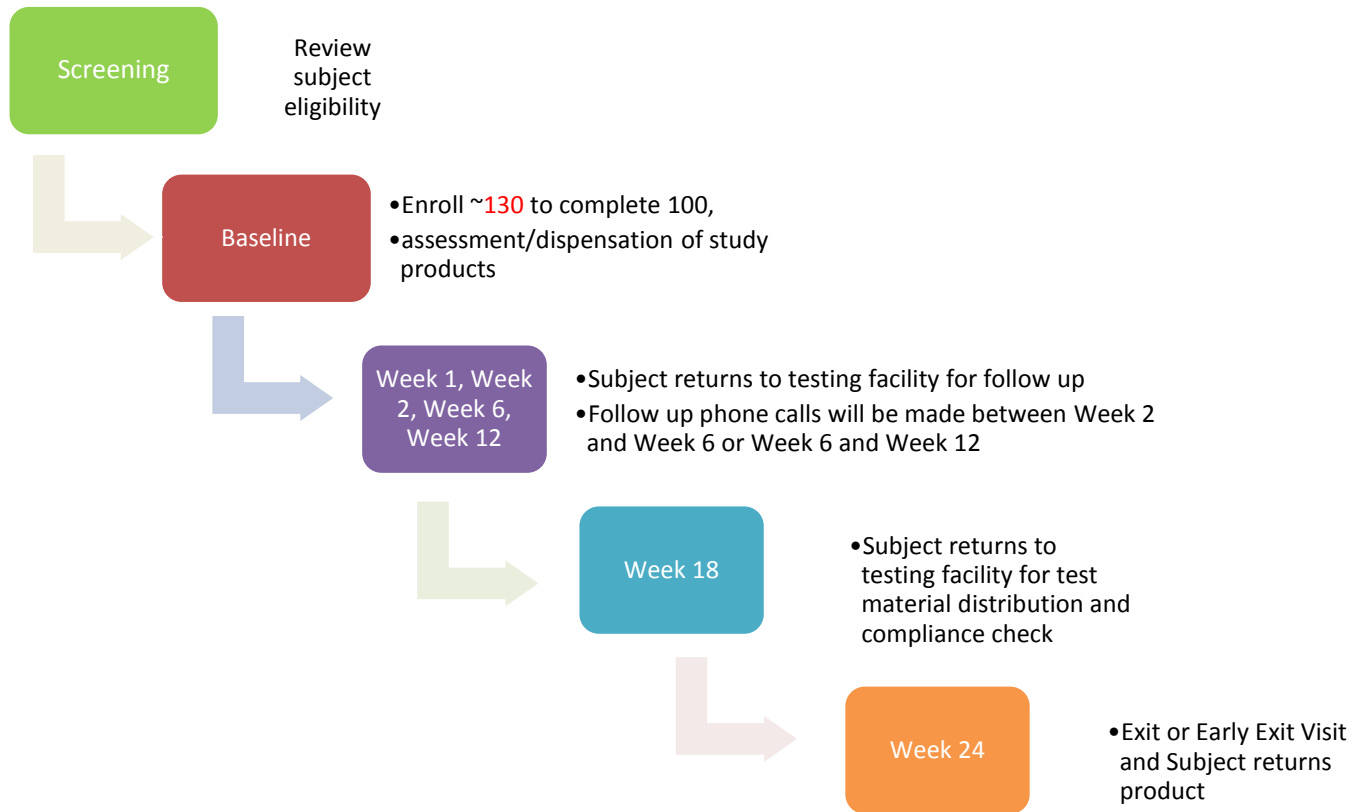 Screening
Review
subject
eligibility
Baseline
•Enroll ~130 to complete 100,
•assessment/dispensation of study
products
Week 1, Week
2, Week 6,
Week 12
•Subject returns to testing facility for follow up
•Follow up phone calls will be made between Week 2
and Week 6 or Week 6 and Week 12
Week 18
•Subject returns to
testing facility for test
material distribution and
compliance check
Week 24
•Exit or Early Exit Visit
and Subject returns
product